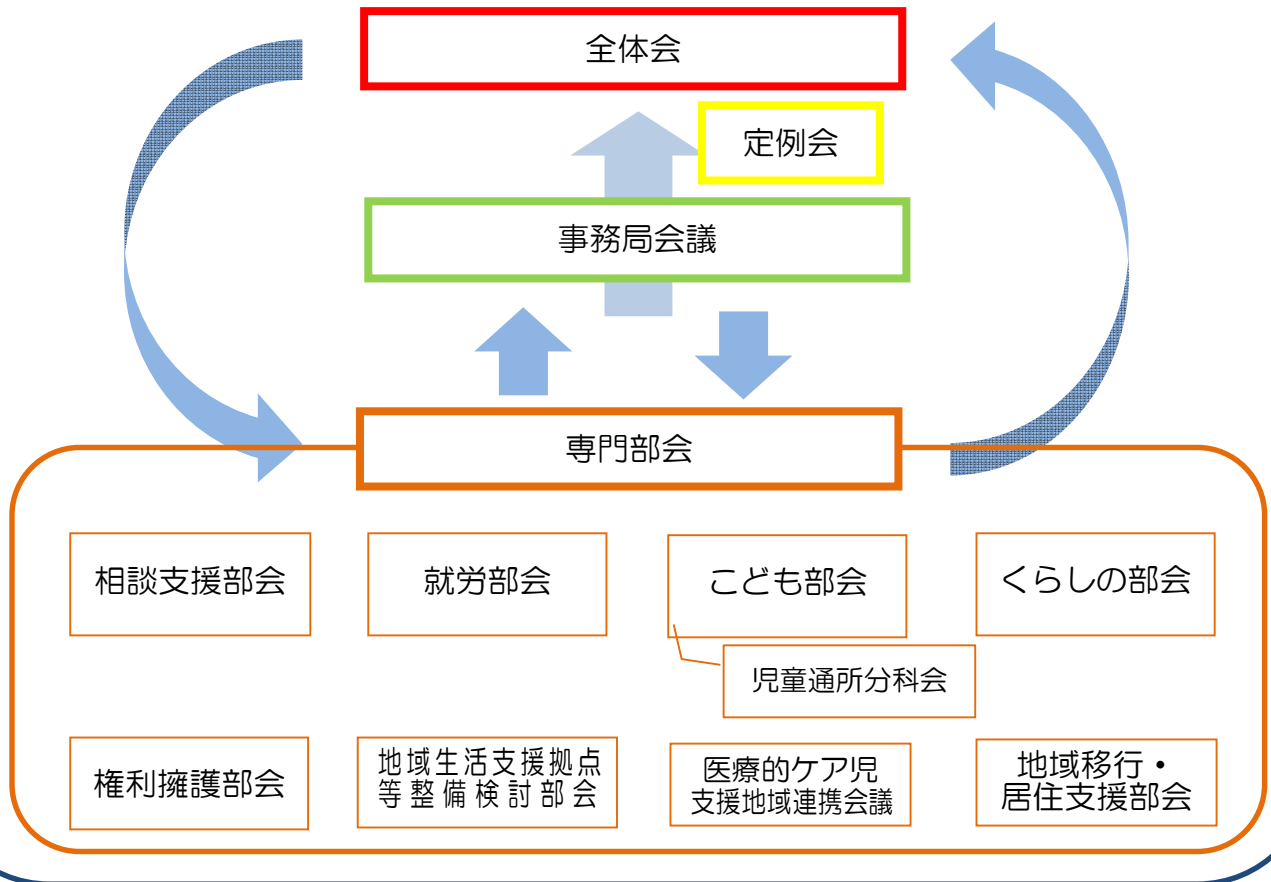 全体会
定例会
事務局会議
専門部会
相談支援部会
就労部会
こども部会
くらしの部会
児童通所分科会
権利擁護部会
地域生活支援拠点
等整備検討部会
医療的ケア児
支援地域連携会議
地域移行・
居住支援部会